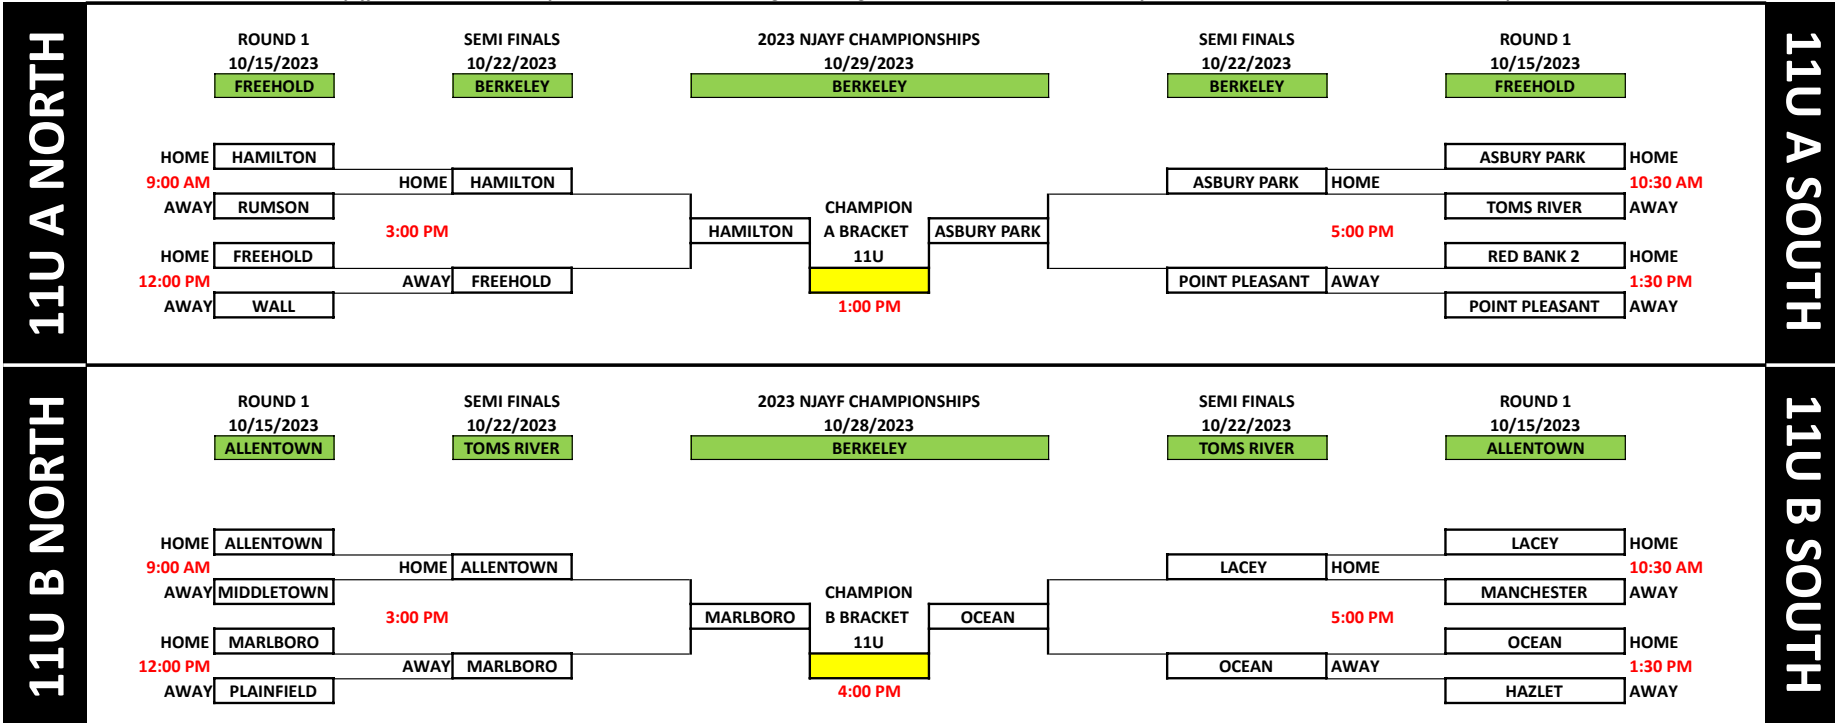 11U A NORTH
ROUND 1 SEMI FINALS 2023 NJAYF CHAMPIONSHIPS SEMI FINALS ROUND 1
10/15/2023 10/22/2023 10/29/2023 10/22/2023 10/15/2023
FREEHOLD BERKELEY BERKELEY BERKELEY FREEHOLD
HOME HAMILTON ASBURY PARK HOME
9:00 AM HOME HAMILTON ASBURY PARK HOME 10:30 AM
AWAY RUMSON CHAMPION TOMS RIVER AWAY
3:00 PM HAMILTON A BRACKET ASBURY PARK 5:00 PM
HOME FREEHOLD 11U RED BANK 2 HOME
12:00 PM AWAY FREEHOLD POINT PLEASANT AWAY 1:30 PM
AWAY WALL 1:00 PM POINT PLEASANT AWAY
11U A SOUTH
11U B NORTH
ROUND 1 SEMI FINALS 2023 NJAYF CHAMPIONSHIPS SEMI FINALS ROUND 1
10/15/2023 10/22/2023 10/28/2023 10/22/2023 10/15/2023
ALLENTOWN TOMS RIVER BERKELEY TOMS RIVER ALLENTOWN
HOME ALLENTOWN LACEY HOME
9:00 AM HOME ALLENTOWN LACEY HOME 10:30 AM
AWAY MIDDLETOWN CHAMPION MANCHESTER AWAY
3:00 PM MARLBORO B BRACKET OCEAN 5:00 PM
HOME MARLBORO 11U OCEAN HOME
12:00 PM AWAY MARLBORO OCEAN AWAY 1:30 PM
AWAY PLAINFIELD 4:00 PM HAZLET AWAY
11U B SOUTH